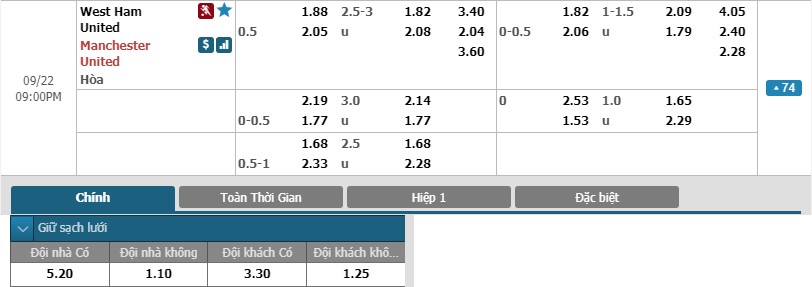 West Ham United 1.88 2.5-3 1.82 3.40 1.82 1-1.5 2.09 4.05
0.5 2.05 u 2.08 2.04 0-0.5 2.06 u 1.79 2.40
Manchester United $ 3.60 2.28
Hòa
09/22
09:00PM
74
2.19 3.0 2.14 0 2.53 1.0 1.65
0-0.5 1.77 u 1.77 1.53 u 2.29
1.68 2.5 1.68
0.5-1 2.33 u 2.28
Chính Toàn Thời Gian Hiệp 1 Đặc biệt
Giữ sạch lưới
Đội nhà Có Đội nhà không Đội khách Có Đội khách khô...
5.20 1.10 3.30 1.25